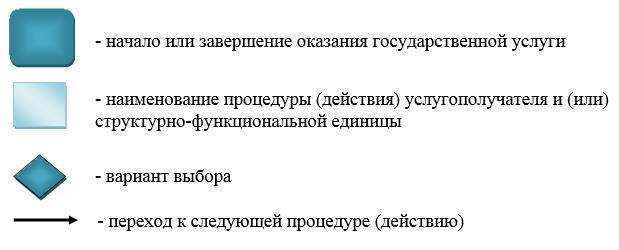 - начало или завершение оказания государственной услуги
- наименование процедуры (действия) услугополучателя и (или)
структурно-функциональной единицы
- вариант выбора
- переход к следующей процедуре (действию)